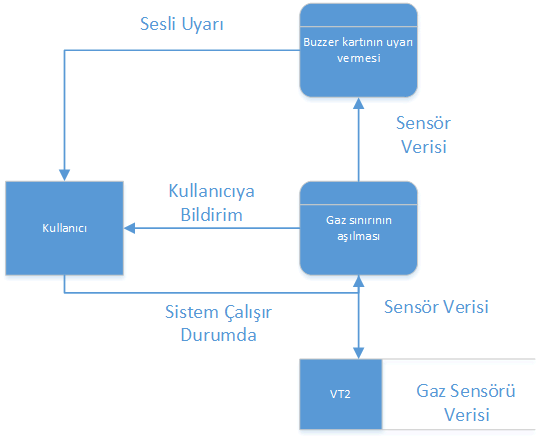 Sesli Uyarı
Buzzer kartının uyarı
vermesi
Sensör
Verisi
Kullanıcıya
Bildirim
Kullanıcı
Gaz sınırının
aşılması
Sistem Çalışır
Durumda
Sensör Verisi
VT2
Gaz Sensörü
Verisi